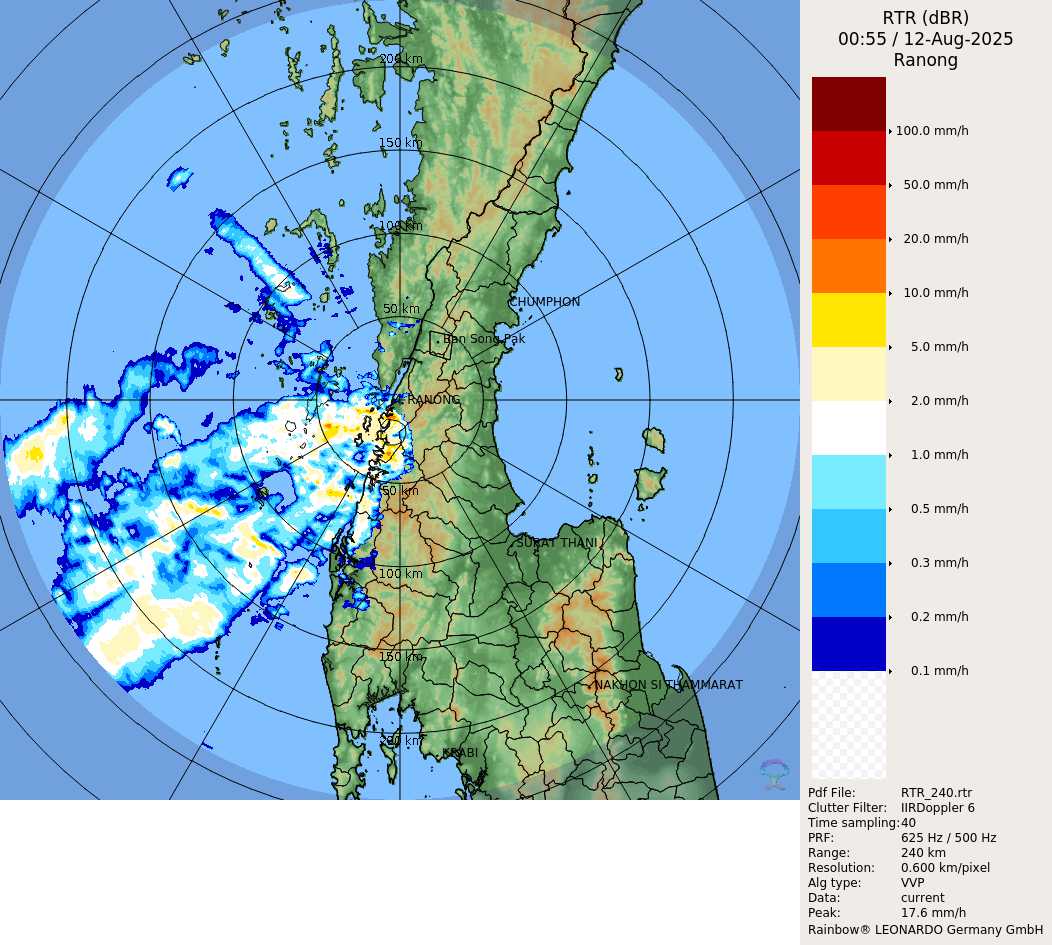 RTR (dBR)
00:55 / 12-Aug-2025
Ranong
200 km
150 km
100 km
50 km
CHUMPHON
Ban Song Pak
RANONG
50 km
SURAT THANI
100 km
150 km
NAKHON SI THAMMARAT
200 km
KRABI
100.0 mm/h
50.0 mm/h
20.0 mm/h
10.0 mm/h
5.0 mm/h
2.0 mm/h
1.0 mm/h
0.5 mm/h
0.3 mm/h
0.2 mm/h
0.1 mm/h
Pdf File: RTR_240.rtr
Clutter Filter: IIRDoppler 6
Time sampling: 40
PRF: 625 Hz / 500 Hz
Range: 240 km
Resolution: 0.600 km/pixel
Alg type: VVP
Data: current
Peak: 17.6 mm/h
Rainbow® LEONARDO Germany GmbH